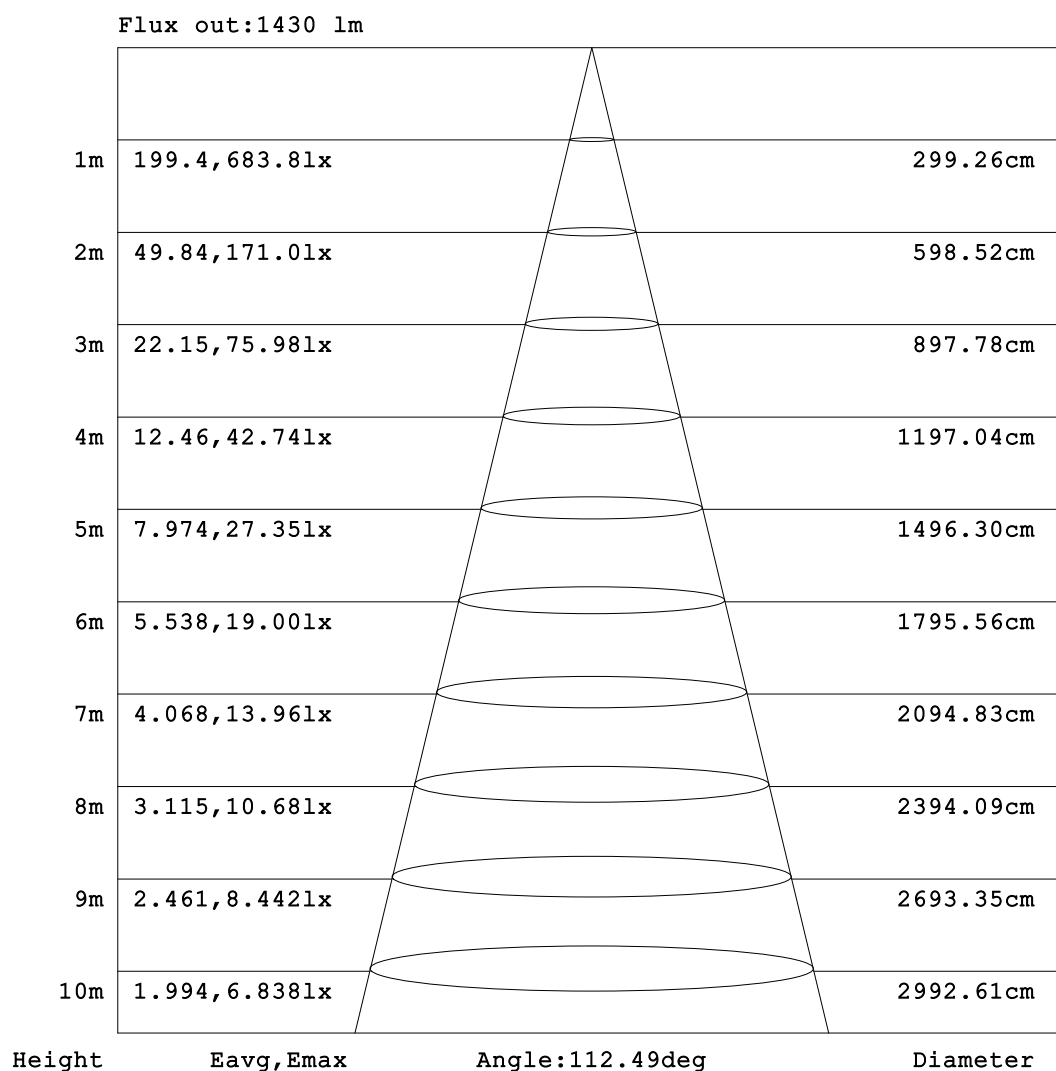 Flux out:1430 lm
1m 199.4,683.8lx 299.26cm
2m 49.84,171.0lx 598.52cm
3m 22.15,75.98lx 897.78cm
4m 12.46,42.74lx 1197.04cm
5m 7.974,27.35lx 1496.30cm
6m 5.538,19.00lx 1795.56cm
7m 4.068,13.96lx 2094.83cm
8m 3.115,10.68lx 2394.09cm
9m 2.461,8.442lx 2693.35cm
10m 1.994,6.838lx 2992.61cm
Height Eavg,Emax Angle:112.49deg Diameter